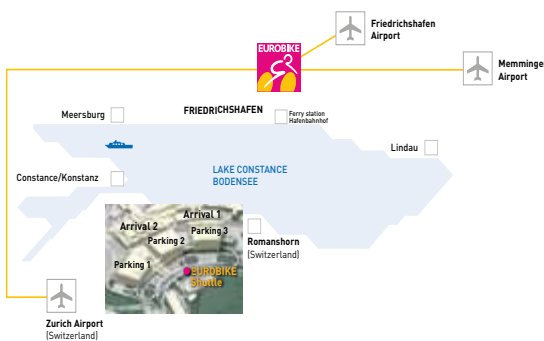 Friedrichshafen
Airport
EUROBIKE
Memminge
Airport
Meersburg
FRIEDRICHSHAFEN
Ferry station
Hafenbahnhof
Lindau
LAKE CONSTANCE
BODENSEE
Constance/Konstanz
Arrival 1
Arrival 2
Parking 3
Parking 2
Parking 1
EUROBIKE
Shuttle
Romanshorn
(Switzerland)
Zurich Airport
(Switzerland)